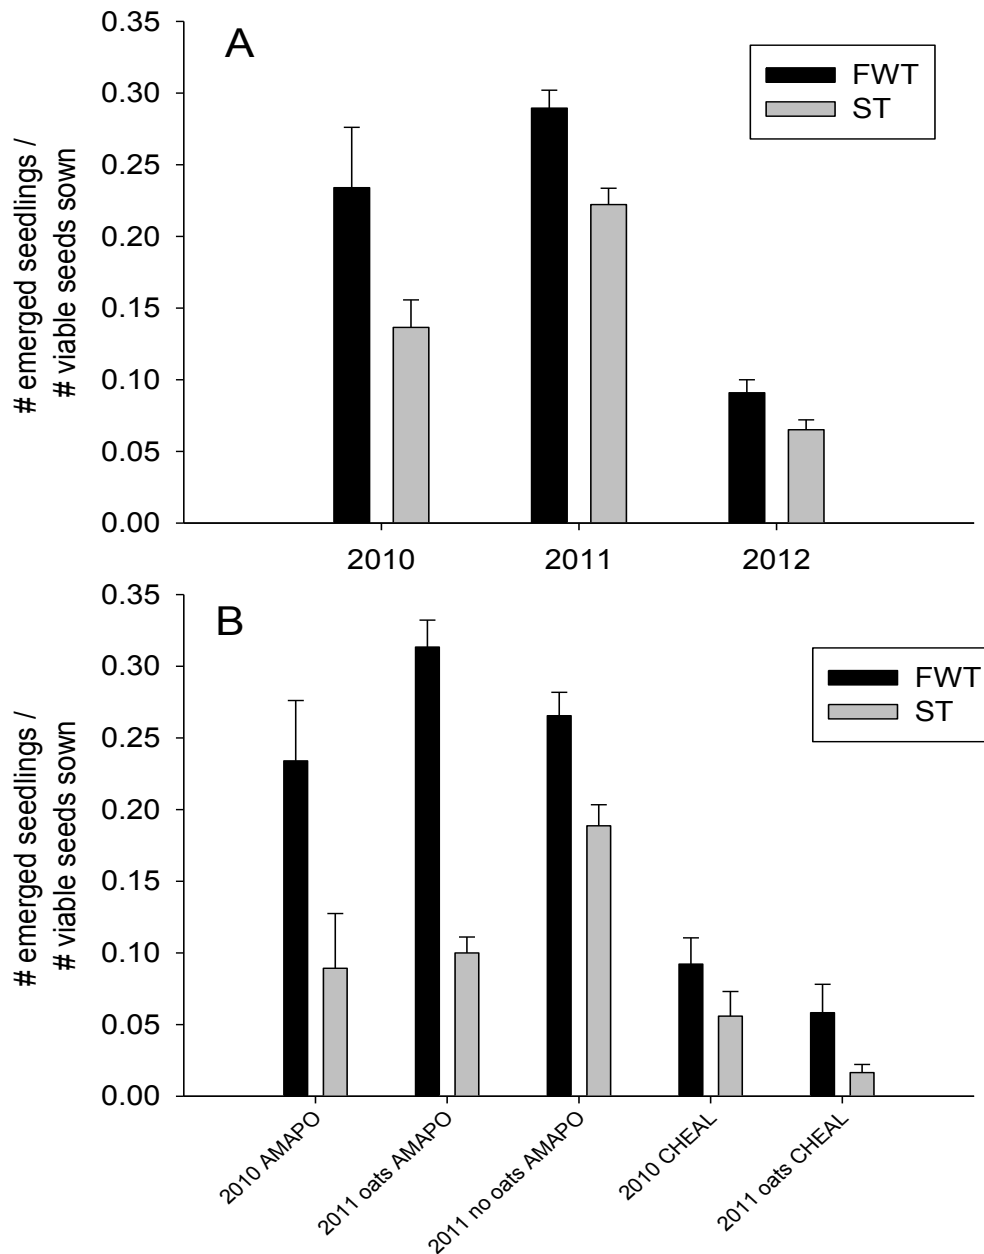 0.35
0.30
0.25
0.20
0.15
0.10
0.05
0.00
# emerged seedlings /
# viable seeds sown
A
FWT
ST
2010 2011 2012
0.35
0.30
0.25
0.20
0.15
0.10
0.05
0.00
# emerged seedlings /
# viable seeds sown
B
FWT
ST
2010 AMAPO
2011 oats AMAPO
2011 no oats AMAPO
2010 CHEAL
2011 oats CHEAL